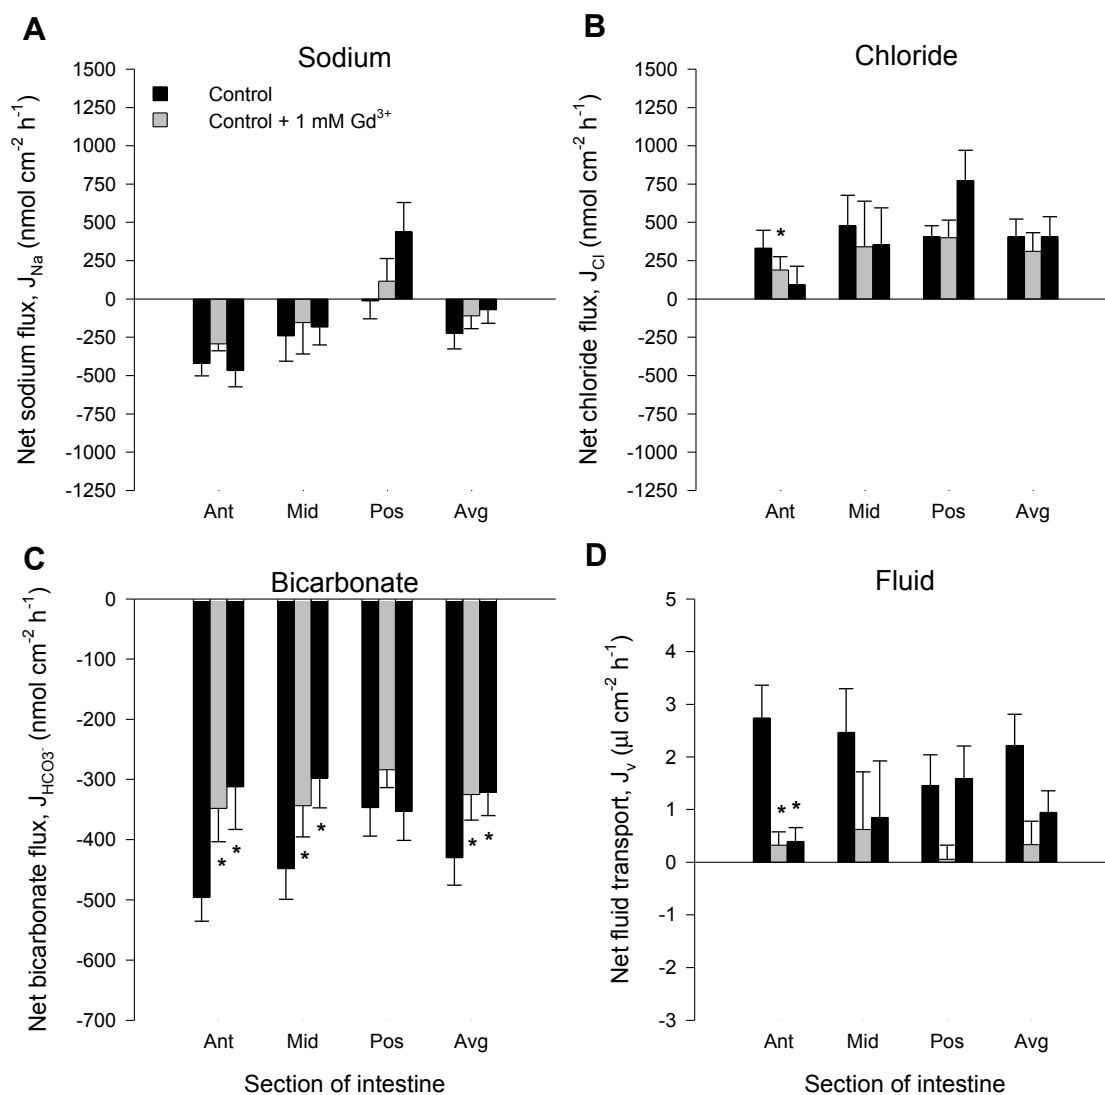 A
Sodium
Control
Control + 1 mM Gd³⁺
Net sodium flux, J_Na (nmol cm⁻² h⁻¹)
1500
1250
1000
750
500
250
0
-250
-500
-750
-1000
-1250
Ant Mid Pos Avg
B
Chloride
Net chloride flux, J_Cl (nmol cm⁻² h⁻¹)
1500
1250
1000
750
500
250
0
-250
-500
-750
-1000
-1250
*
Ant Mid Pos Avg
C
Bicarbonate
Net bicarbonate flux, J_HCO3⁻ (nmol cm⁻² h⁻¹)
0
-100
-200
-300
-400
-500
-600
-700
* * * * * *
Ant Mid Pos Avg
Section of intestine
D
Fluid
Net fluid transport, J_v (μl cm⁻² h⁻¹)
5
4
3
2
1
0
-1
-2
-3
* *
Ant Mid Pos Avg
Section of intestine